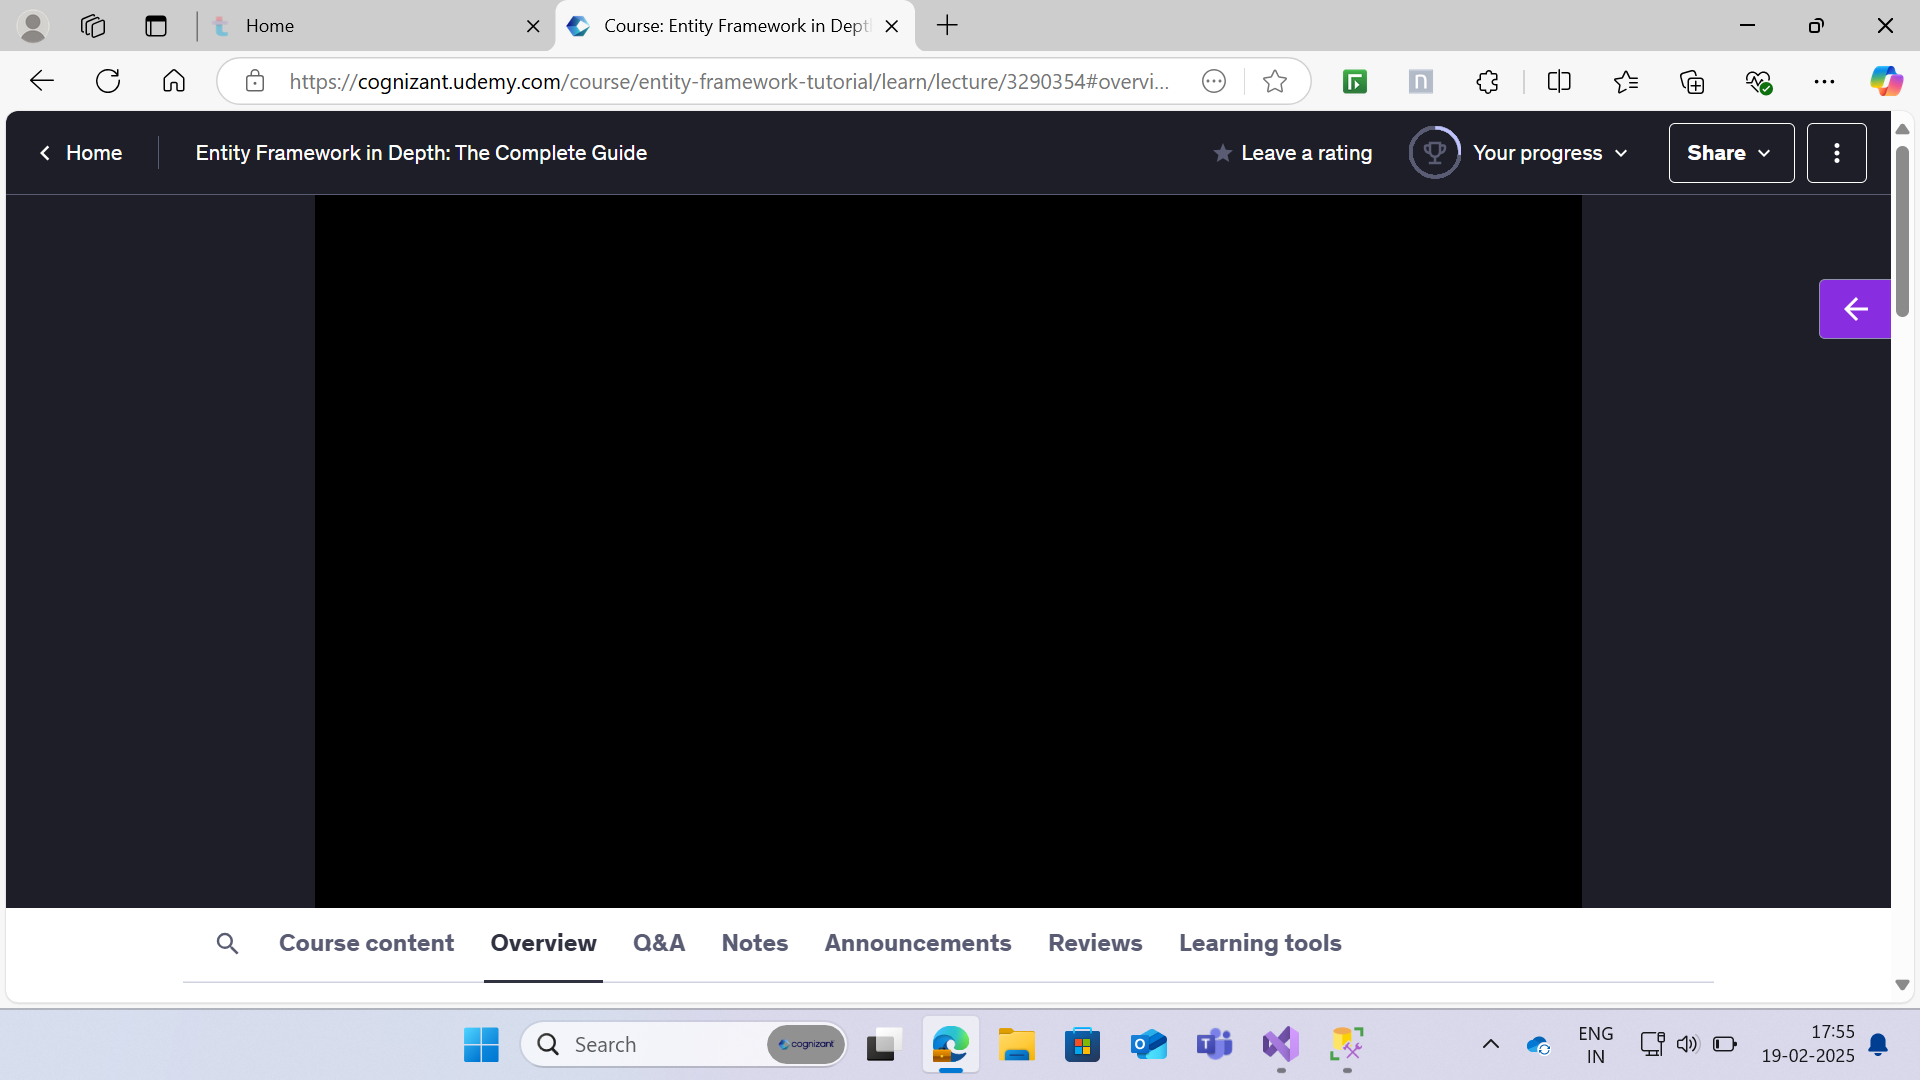 Home
Course: Entity Framework in Dept
https://cognizant.udemy.com/course/entity-framework-tutorial/learn/lecture/3290354#overvi...
Home
Entity Framework in Depth: The Complete Guide
Leave a rating
Your progress
Share
Course content
Overview
Q&A
Notes
Announcements
Reviews
Learning tools
Search
cognizant
ENG
IN
17:55
19-02-2025